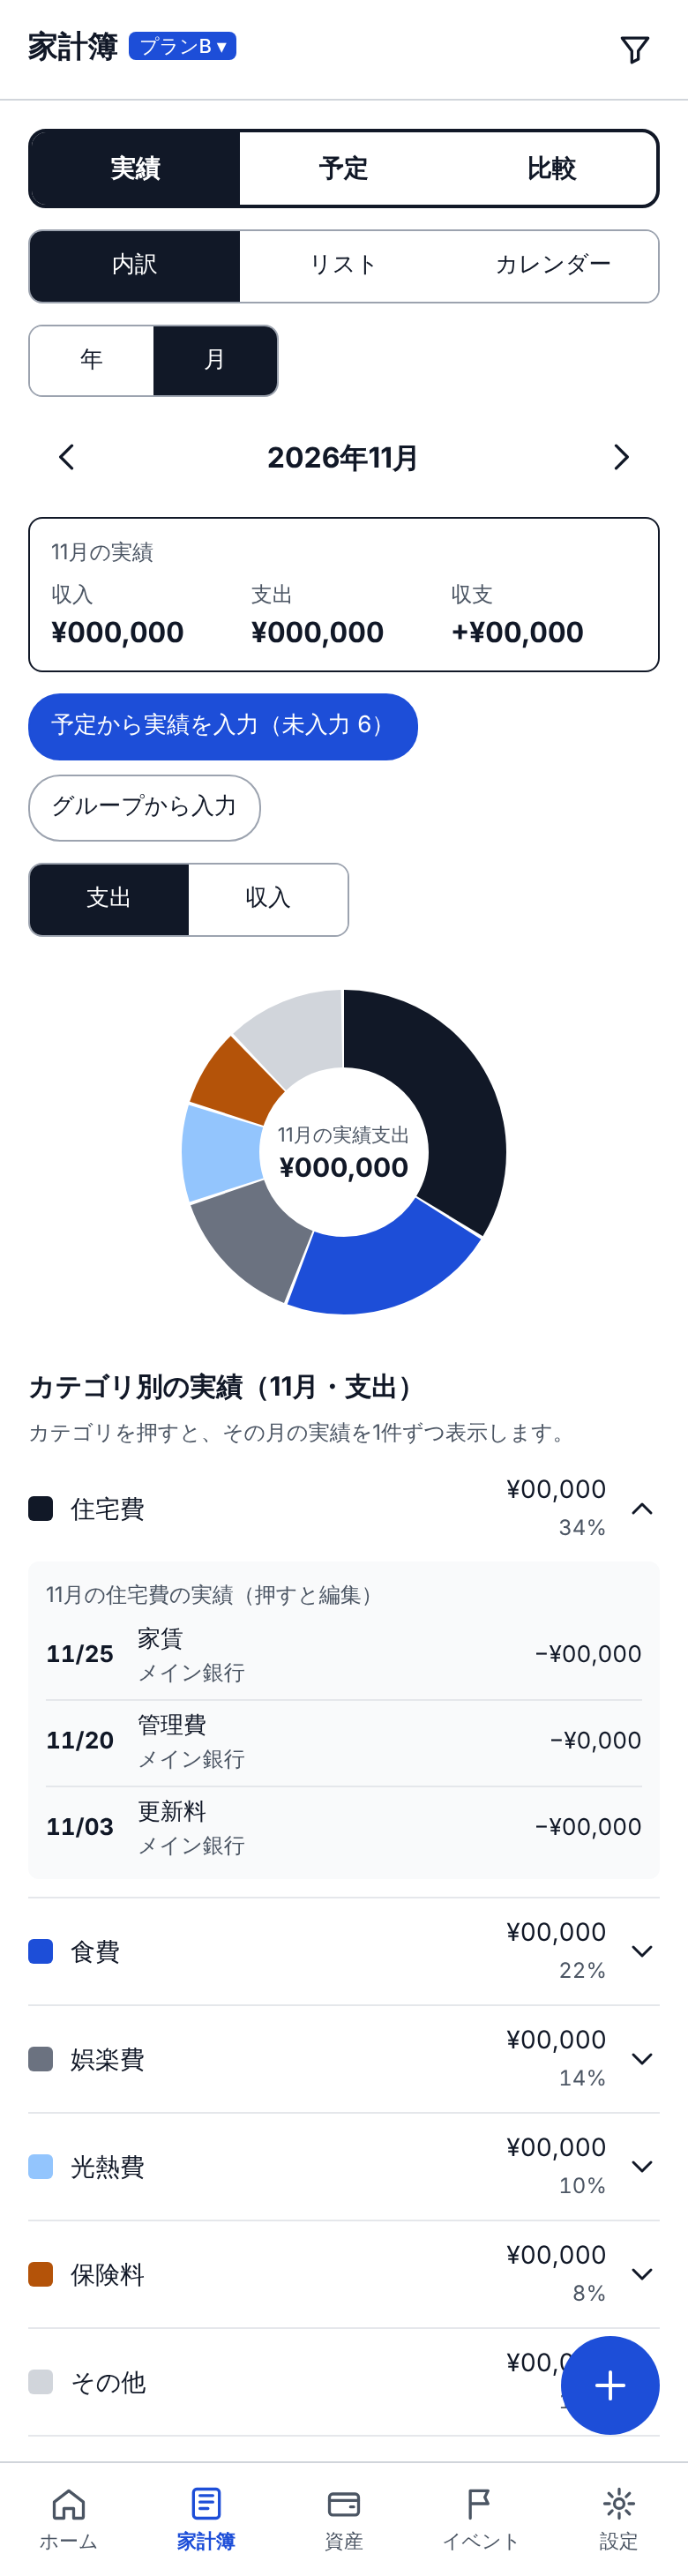 家計簿 プランB ▾
実績 予定 比較
内訳 リスト カレンダー
年 月
2026年11月
11月の実績
収入 支出 収支
¥000,000 ¥000,000 +¥00,000
予定から実績を入力（未入力 6）
グループから入力
支出 収入
11月の実績支出
¥000,000
カテゴリ別の実績（11月・支出）
カテゴリを押すと、その月の実績を1件ずつ表示します。
住宅費 ¥00,000
34%
11月の住宅費の実績（押すと編集）
11/25 家賃 −¥00,000
メイン銀行
11/20 管理費 −¥0,000
メイン銀行
11/03 更新料 −¥00,000
メイン銀行
食費 ¥00,000
22%
娯楽費 ¥00,000
14%
光熱費 ¥00,000
10%
保険料 ¥00,000
8%
その他
ホーム 家計簿 資産 イベント 設定